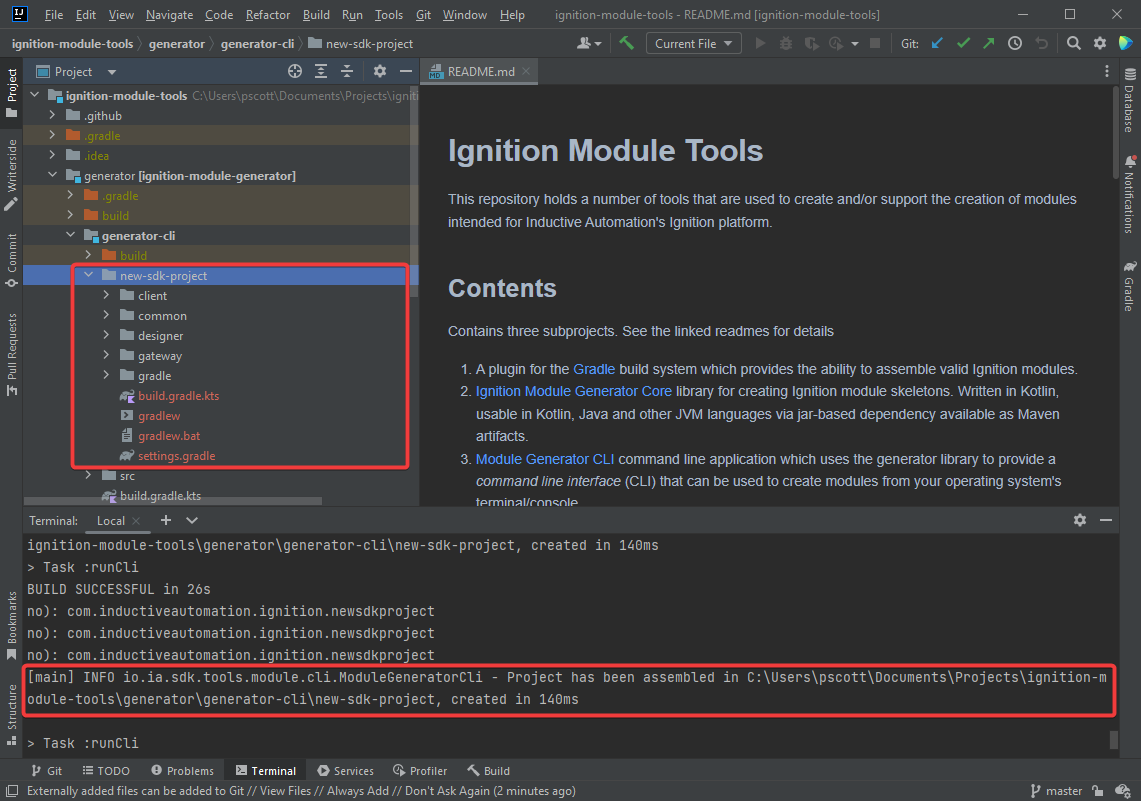 IJ File Edit View Navigate Code Refactor Build Run Tools Git Window Help ignition-module-tools - README.md [ignition-module-tools]
ignition-module-tools generator generator-cli new-sdk-project Current File Git:
Project
README.md
Project
Writerside
Commit
Pull Requests
Bookmarks
Structure
ignition-module-tools C:\Users\pscott\Documents\Projects\igniti
.github
.gradle
.idea
generator [ignition-module-generator]
.gradle
build
generator-cli
build
new-sdk-project
client
common
designer
gateway
gradle
build.gradle.kts
gradlew
gradlew.bat
settings.gradle
src
build.gradle.kts
Ignition Module Tools
This repository holds a number of tools that are used to create and/or support the creation of modules
intended for Inductive Automation's Ignition platform.
Contents
Contains three subprojects. See the linked readmes for details
1. A plugin for the Gradle build system which provides the ability to assemble valid Ignition modules.
2. Ignition Module Generator Core library for creating Ignition module skeletons. Written in Kotlin,
usable in Kotlin, Java and other JVM languages via jar-based dependency available as Maven
artifacts.
3. Module Generator CLI command line application which uses the generator library to provide a
command line interface (CLI) that can be used to create modules from your operating system's
terminal/console.
Database
Notifications
Gradle
Terminal: Local
ignition-module-tools\generator\generator-cli\new-sdk-project, created in 140ms
> Task :runCli
BUILD SUCCESSFUL in 26s
no): com.inductiveautomation.ignition.newsdkproject
no): com.inductiveautomation.ignition.newsdkproject
no): com.inductiveautomation.ignition.newsdkproject
[main] INFO io.ia.sdk.tools.module.cli.ModuleGeneratorCli - Project has been assembled in C:\Users\pscott\Documents\Projects\ignition-m
odule-tools\generator\generator-cli\new-sdk-project, created in 140ms
> Task :runCli
Git TODO Problems Terminal Services Profiler Build
Externally added files can be added to Git // View Files // Always Add // Don't Ask Again (2 minutes ago) master